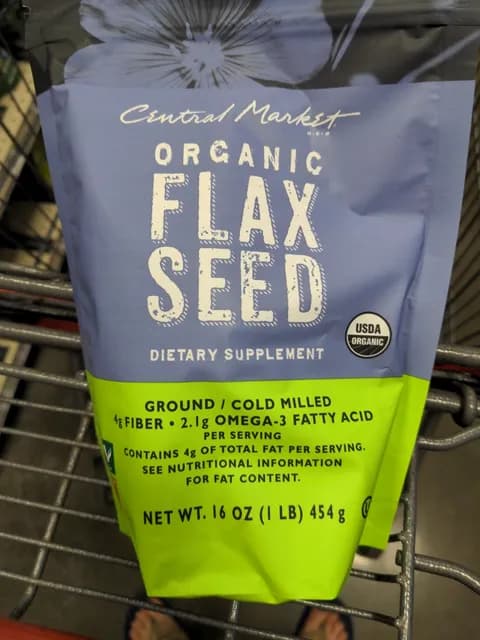 Central Market
H-E-B
ORGANIC
FLAX
SEED
USDA
ORGANIC
DIETARY SUPPLEMENT
GROUND / COLD MILLED
4g FIBER • 2.1g OMEGA-3 FATTY ACID
PER SERVING
CONTAINS 4g OF TOTAL FAT PER SERVING.
SEE NUTRITIONAL INFORMATION
FOR FAT CONTENT.
NET WT. 16 OZ (1 LB) 454g